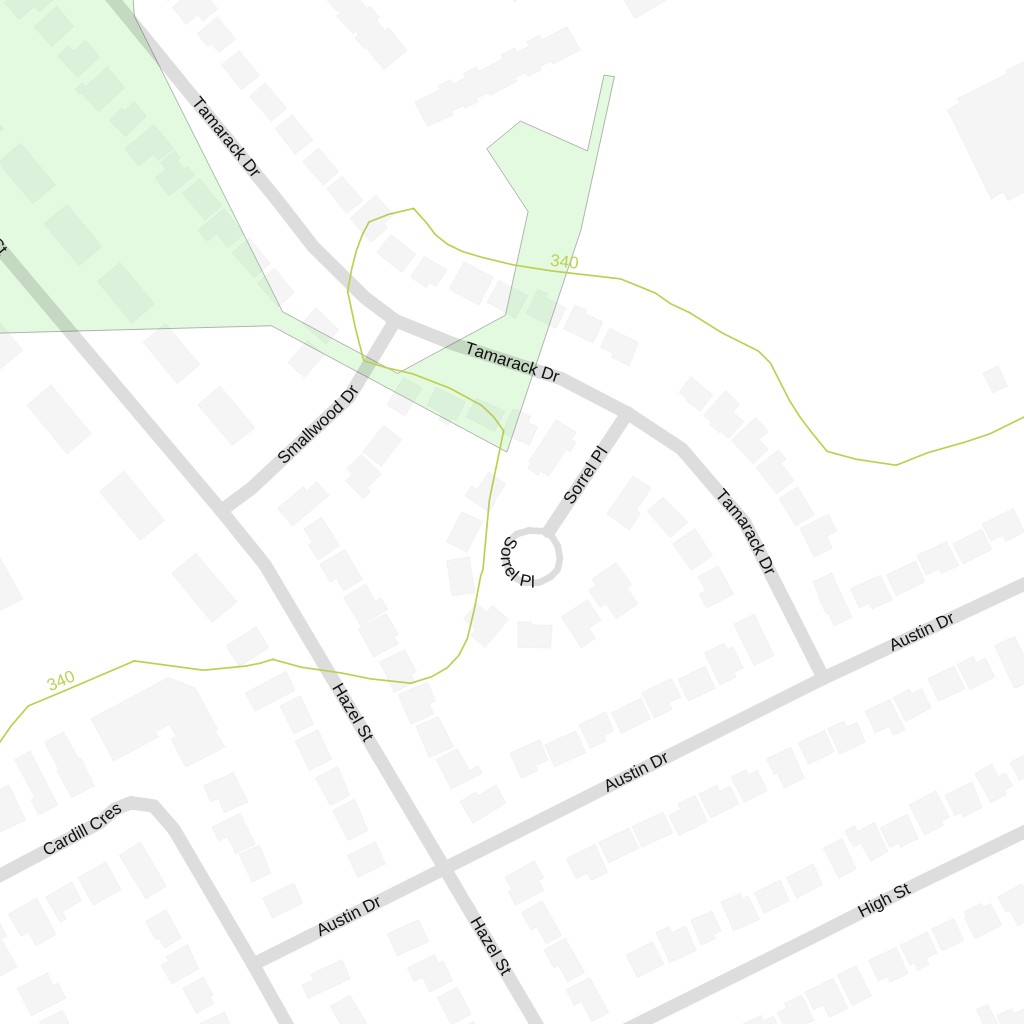 Tamarack Dr
St
340
Tamarack Dr
Smallwood Dr
Sorrel Pl
Tamarack Dr
Sorrel Pl
Austin Dr
340
Hazel St
Austin Dr
Cardill Cres
High St
Austin Dr
Hazel St